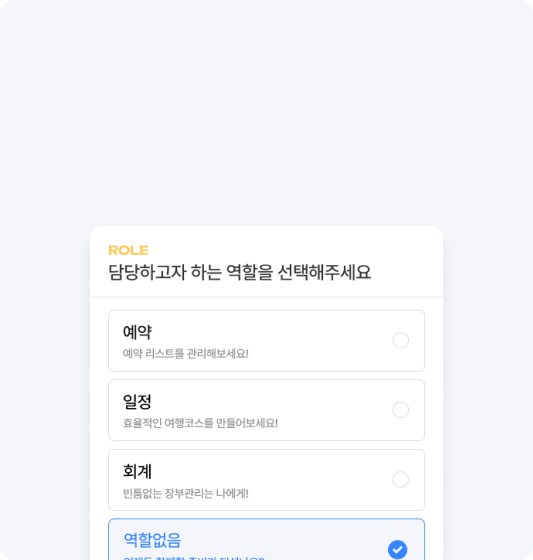 ROLE
담당하고자 하는 역할을 선택해주세요
예약
예약 리스트를 관리해보세요!
일정
효율적인 여행코스를 만들어보세요!
회계
빈틈없는 장부관리는 나에게!
역할없음